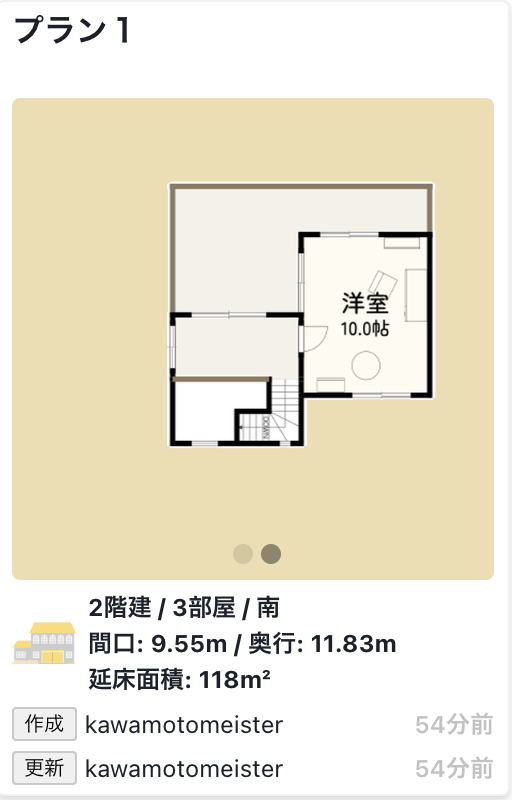 プラン 1
洋室
10.0帖
DOWN
2階建 / 3部屋 / 南
間口: 9.55m / 奥行: 11.83m
延床面積: 118m²
作成 kawamotomeister 54分前
更新 kawamotomeister 54分前